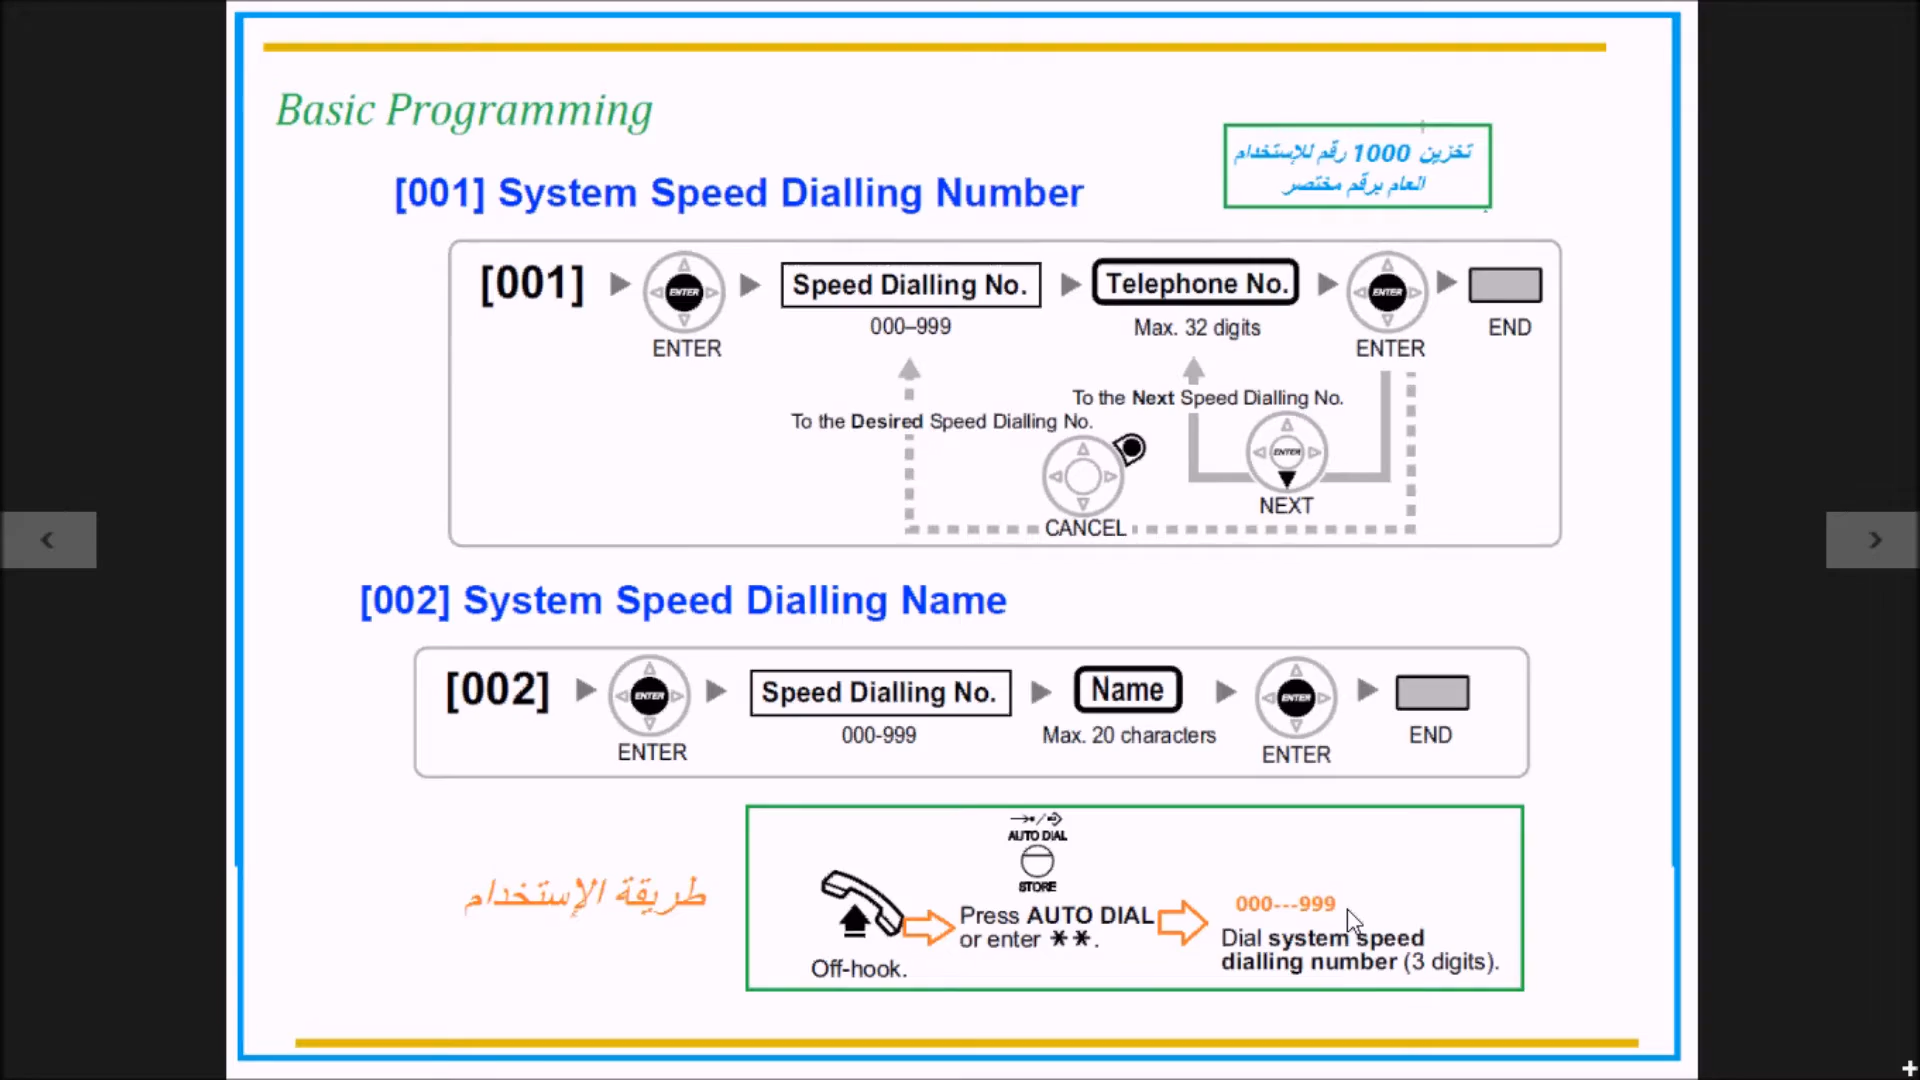 Basic Programming
تخزين 1000 رقم للإستخدام
العام برقم مختصر
[001] System Speed Dialling Number
[001] ENTER Speed Dialling No. Telephone No. ENTER
000–999 Max. 32 digits END
ENTER ENTER
To the Next Speed Dialling No.
To the Desired Speed Dialling No.
ENTER
NEXT
CANCEL
[002] System Speed Dialling Name
[002] ENTER Speed Dialling No. Name ENTER
000-999 Max. 20 characters END
ENTER ENTER
طريقة الإستخدام
AUTO DIAL
STORE
Off-hook.
Press AUTO DIAL
or enter ✱✱.
000---999
Dial system speed
dialling number (3 digits).